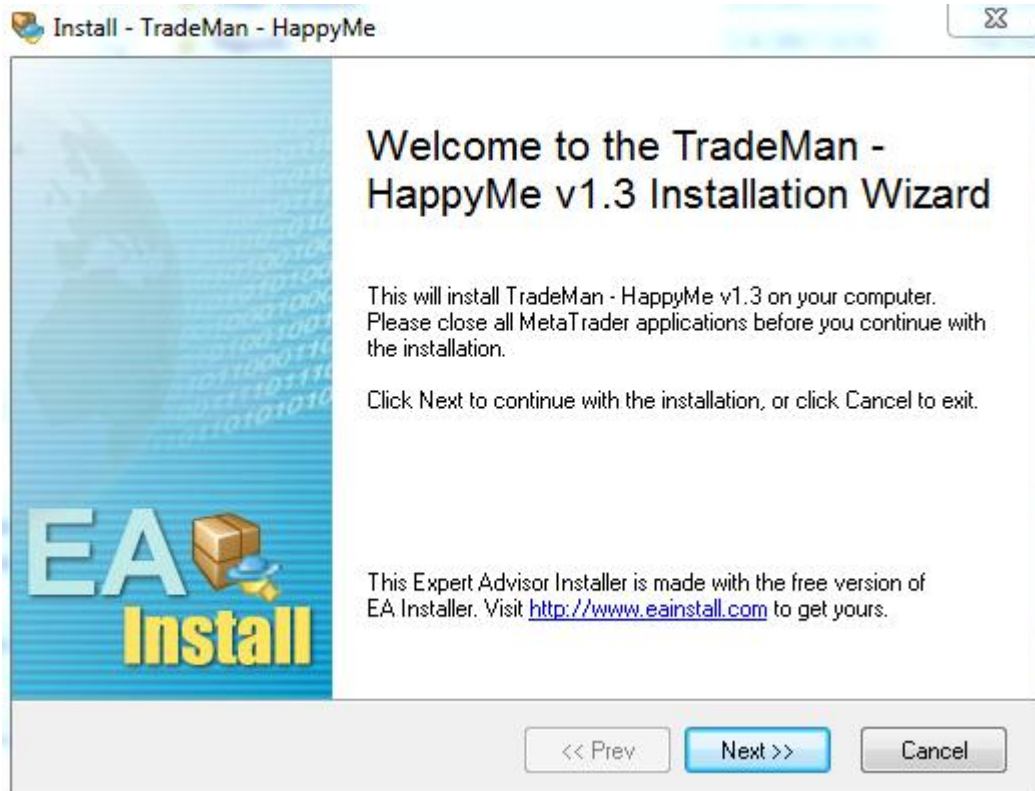 Install - TradeMan - HappyMe
Welcome to the TradeMan -
HappyMe v1.3 Installation Wizard
This will install TradeMan - HappyMe v1.3 on your computer.
Please close all MetaTrader applications before you continue with
the installation.
Click Next to continue with the installation, or click Cancel to exit.
EA
Install
This Expert Advisor Installer is made with the free version of
EA Installer. Visit http://www.eainstall.com to get yours.
<< Prev
Next >>
Cancel